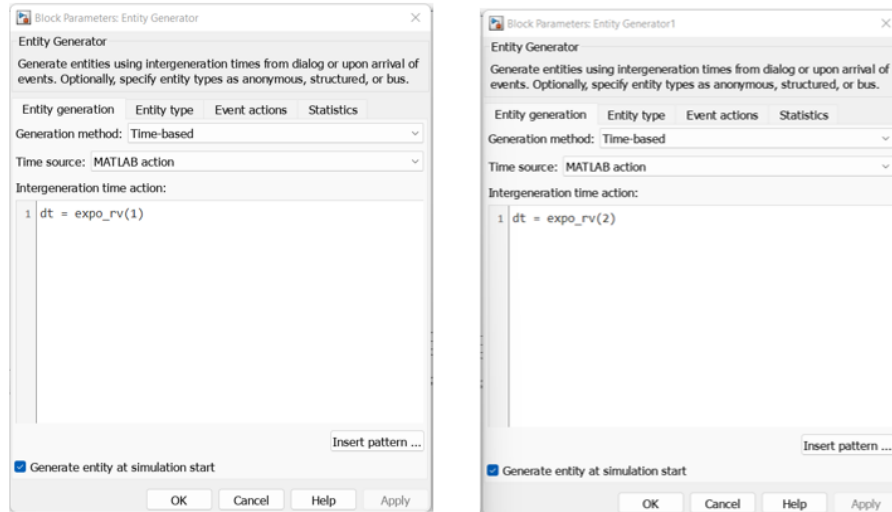 Block Parameters: Entity Generator
Entity Generator
Generate entities using intergeneration times from dialog or upon arrival of
events. Optionally, specify entity types as anonymous, structured, or bus.
Entity generation Entity type Event actions Statistics
Generation method: Time-based
Time source: MATLAB action
Intergeneration time action:
1 dt = expo_rv(1)
Insert pattern ...
Generate entity at simulation start
OK Cancel Help Apply
Block Parameters: Entity Generator1
Entity Generator
Generate entities using intergeneration times from dialog or upon arrival of
events. Optionally, specify entity types as anonymous, structured, or bus.
Entity generation Entity type Event actions Statistics
Generation method: Time-based
Time source: MATLAB action
Intergeneration time action:
1 dt = expo_rv(2)
Insert pattern ...
Generate entity at simulation start
OK Cancel Help Apply